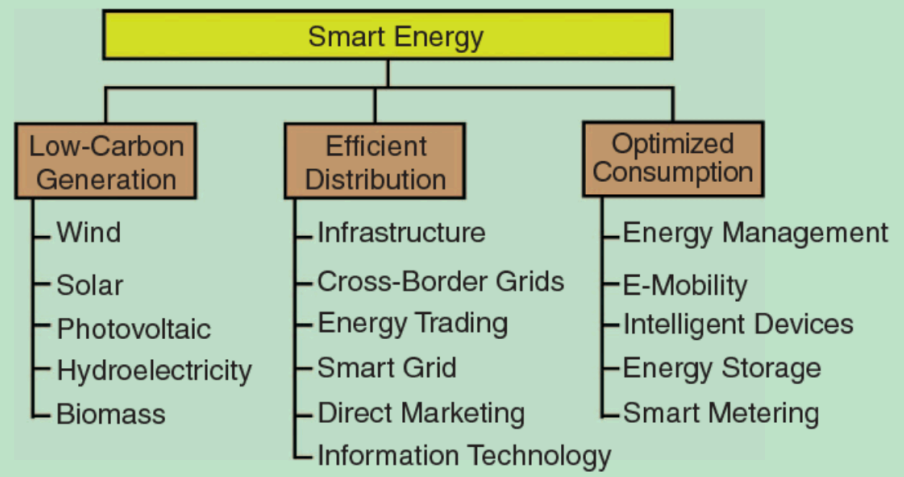 Smart Energy
Low-Carbon
Generation
Wind
Solar
Photovoltaic
Hydroelectricity
Biomass
Efficient
Distribution
Infrastructure
Cross-Border Grids
Energy Trading
Smart Grid
Direct Marketing
Information Technology
Optimized
Consumption
Energy Management
E-Mobility
Intelligent Devices
Energy Storage
Smart Metering